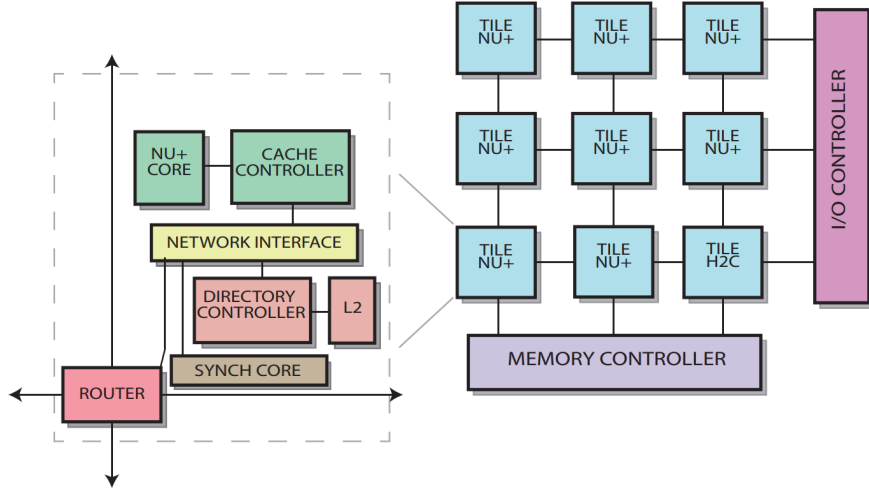 NU+
CORE
CACHE
CONTROLLER
NETWORK INTERFACE
DIRECTORY
CONTROLLER
L2
SYNCH CORE
ROUTER
TILE
NU+
TILE
NU+
TILE
NU+
TILE
NU+
TILE
NU+
TILE
NU+
TILE
NU+
TILE
NU+
TILE
H2C
I/O CONTROLLER
MEMORY CONTROLLER